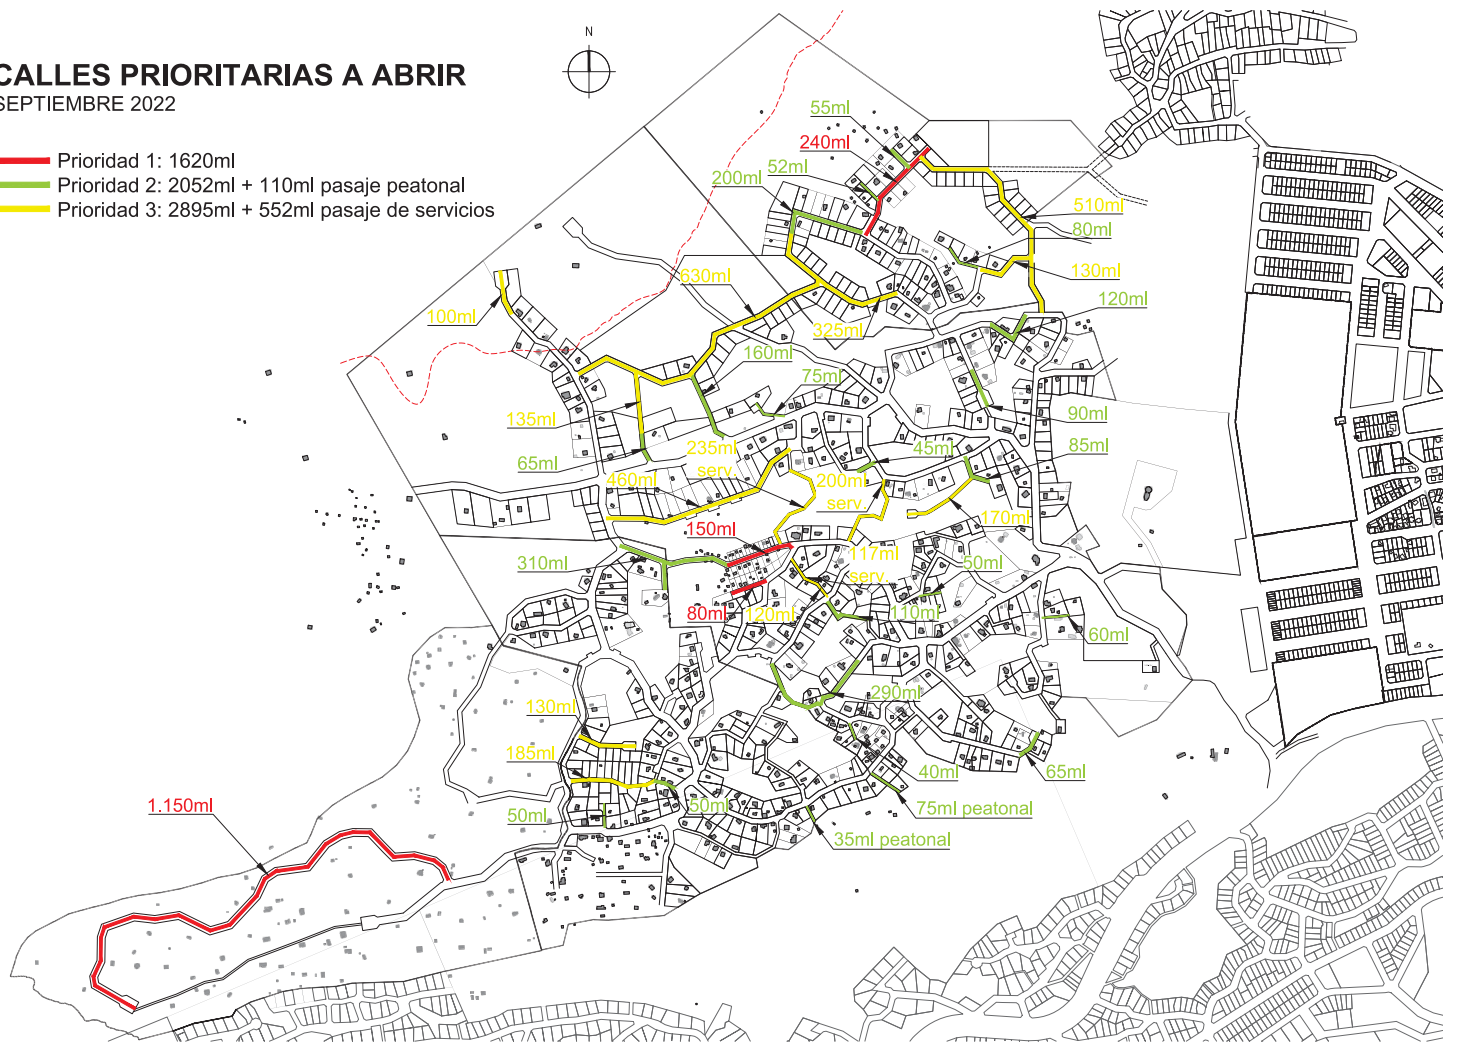 N
CALLES PRIORITARIAS A ABRIR
SEPTIEMBRE 2022
Prioridad 1: 1620ml
Prioridad 2: 2052ml + 110ml pasaje peatonal
Prioridad 3: 2895ml + 552ml pasaje de servicios
55ml
240ml
52ml
200ml
510ml
80ml
130ml
630ml
120ml
100ml
325ml
160ml
75ml
135ml
90ml
235ml
serv.
45ml
85ml
65ml
460ml
200ml
serv.
170ml
150ml
117ml
serv.
310ml
50ml
80ml
120ml
110ml
60ml
290ml
130ml
185ml
40ml
65ml
50ml
50ml
75ml peatonal
1.150ml
35ml peatonal